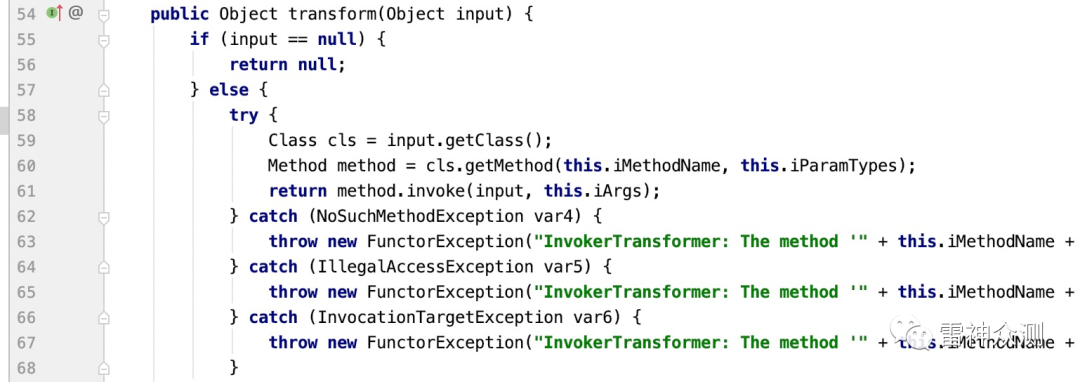 54 @ public Object transform(Object input) {
55 if (input == null) {
56 return null;
57 } else {
58 try {
59 Class cls = input.getClass();
60 Method method = cls.getMethod(this.iMethodName, this.iParamTypes);
61 return method.invoke(input, this.iArgs);
62 } catch (NoSuchMethodException var4) {
63 throw new FunctorException("InvokerTransformer: The method '" + this.iMethodName +
64 } catch (IllegalAccessException var5) {
65 throw new FunctorException("InvokerTransformer: The method '" + this.iMethodName +
66 } catch (InvocationTargetException var6) {
67 throw new FunctorException("InvokerTransformer: The method '" + this.iMethodName +
68 }
雷神众测